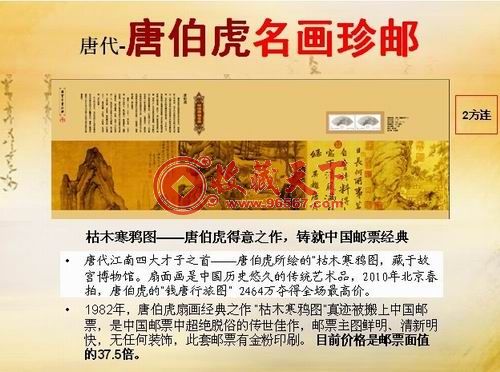 唐代-唐伯虎名画珍邮
2方连
收藏天下
www.96567.com
枯木寒鸦图——唐伯虎得意之作，铸就中国邮票经典
• 唐代江南四大才子之首——唐伯虎所绘的"枯木寒鸦图，藏于故
宫博物馆。扇面画是中国历史悠久的传统艺术品，2010年北京春
拍，唐伯虎的"钱唐行旅图" 2464万夺得全场最高价。
• 1982年，唐伯虎扇画经典之作"枯木寒鸦图"真迹被搬上中国邮
票，是中国邮票中超绝脱俗的传世佳作，邮票主图鲜明、清新明
快，无任何装饰，此套邮票有金粉印刷。 目前价格是邮票面值
的37.5倍。